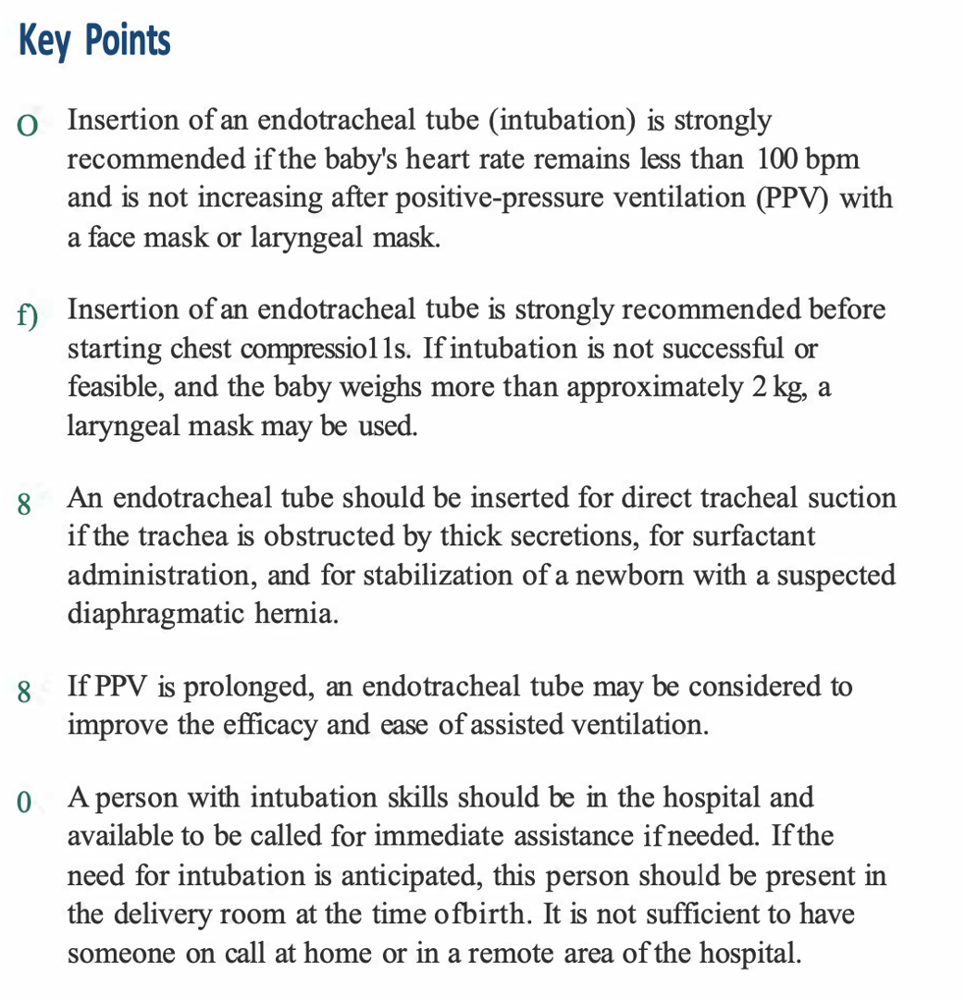 Key Points
O Insertion of an endotracheal tube (intubation) is strongly
recommended if the baby's heart rate remains less than 100 bpm
and is not increasing after positive-pressure ventilation (PPV) with
a face mask or laryngeal mask.
f) Insertion of an endotracheal tube is strongly recommended before
starting chest compressio11s. If intubation is not successful or
feasible, and the baby weighs more than approximately 2 kg, a
laryngeal mask may be used.
8 An endotracheal tube should be inserted for direct tracheal suction
if the trachea is obstructed by thick secretions, for surfactant
administration, and for stabilization of a newborn with a suspected
diaphragmatic hernia.
8 If PPV is prolonged, an endotracheal tube may be considered to
improve the efficacy and ease of assisted ventilation.
0 A person with intubation skills should be in the hospital and
available to be called for immediate assistance if needed. If the
need for intubation is anticipated, this person should be present in
the delivery room at the time ofbirth. It is not sufficient to have
someone on call at home or in a remote area of the hospital.